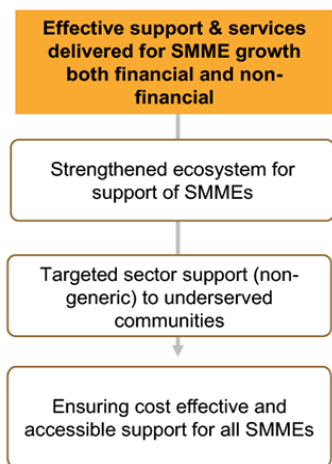 Effective support & services
delivered for SMME growth
both financial and non-
financial
Strengthened ecosystem for
support of SMMEs
Targeted sector support (non-
generic) to underserved
communities
Ensuring cost effective and
accessible support for all SMMEs